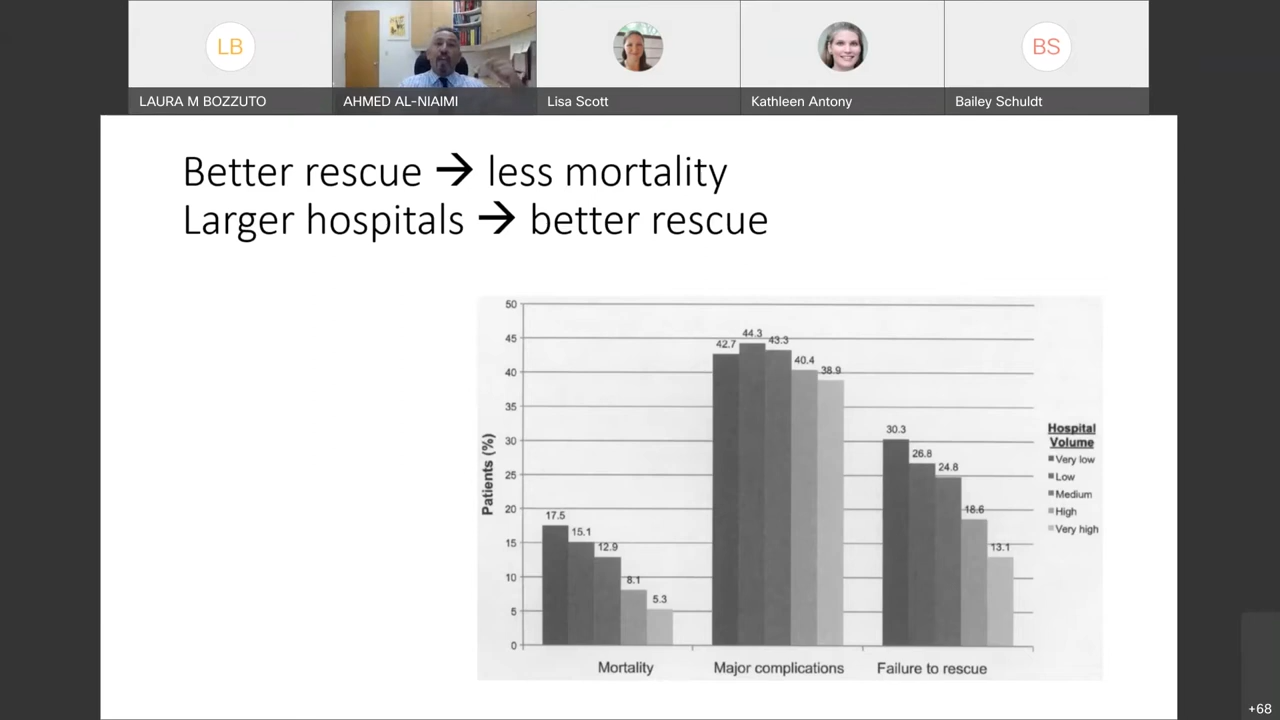 LB
BS
LAURA M BOZZUTO
AHMED AL-NIAIMI
Lisa Scott
Kathleen Antony
Bailey Schuldt
Better rescue → less mortality
Larger hospitals → better rescue
Patients (%)
50
45
40
35
30
25
20
15
10
5
0
17.5
15.1
12.9
8.1
5.3
42.7
44.3
43.3
40.4
38.9
30.3
26.8
24.8
18.6
13.1
Mortality
Major complications
Failure to rescue
Hospital
Volume
Very low
Low
Medium
High
Very high
+68